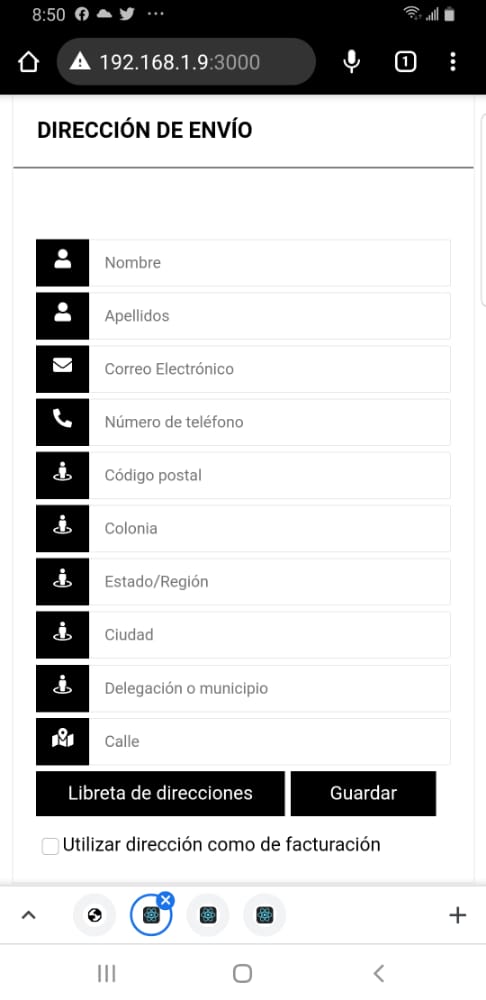 8:50
192.168.1.9:3000
1
DIRECCIÓN DE ENVÍO
Nombre
Apellidos
Correo Electrónico
Número de teléfono
Código postal
Colonia
Estado/Región
Ciudad
Delegación o municipio
Calle
Libreta de direcciones Guardar
Utilizar dirección como de facturación